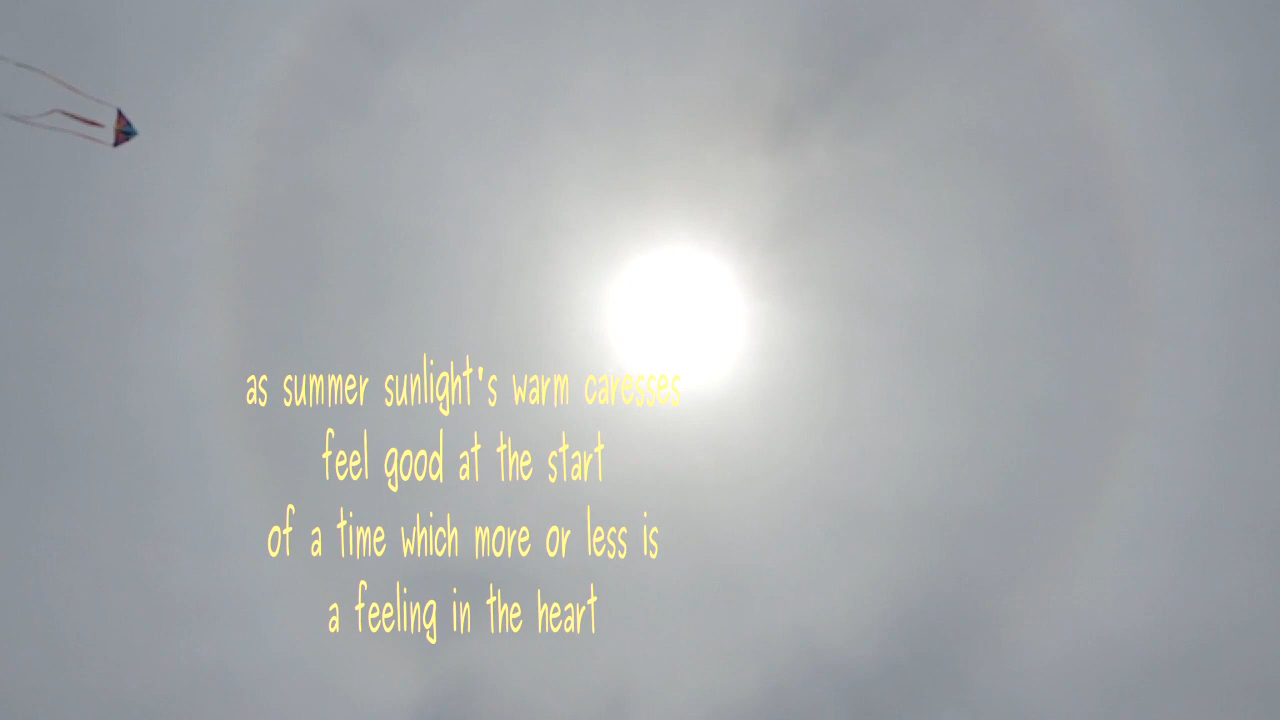 as summer sunlight's warm caresses
feel good at the start
of a time which more or less is
a feeling in the heart